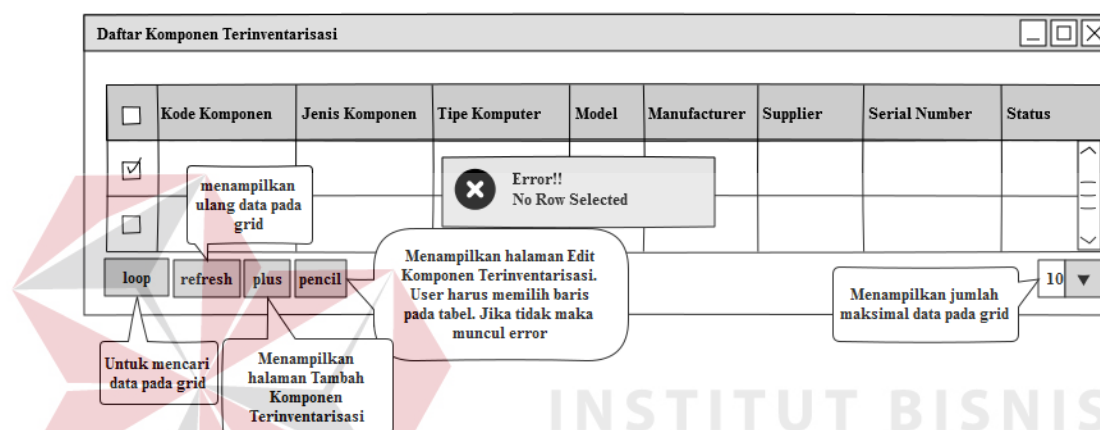 Daftar Komponen Terinventarisasi
Kode Komponen Jenis Komponen Tipe Komputer Model Manufacturer Supplier Serial Number Status
Error!!
No Row Selected
menampilkan
ulang data pada
grid
loop refresh plus pencil
10
Menampilkan halaman Edit
Komponen Terinventarisasi.
User harus memilih baris
pada tabel. Jika tidak maka
muncul error
Menampilkan jumlah
maksimal data pada grid
Untuk mencari
data pada grid
Menampilkan
halaman Tambah
Komponen
Terinventarisasi
INSTITUT BISNIS